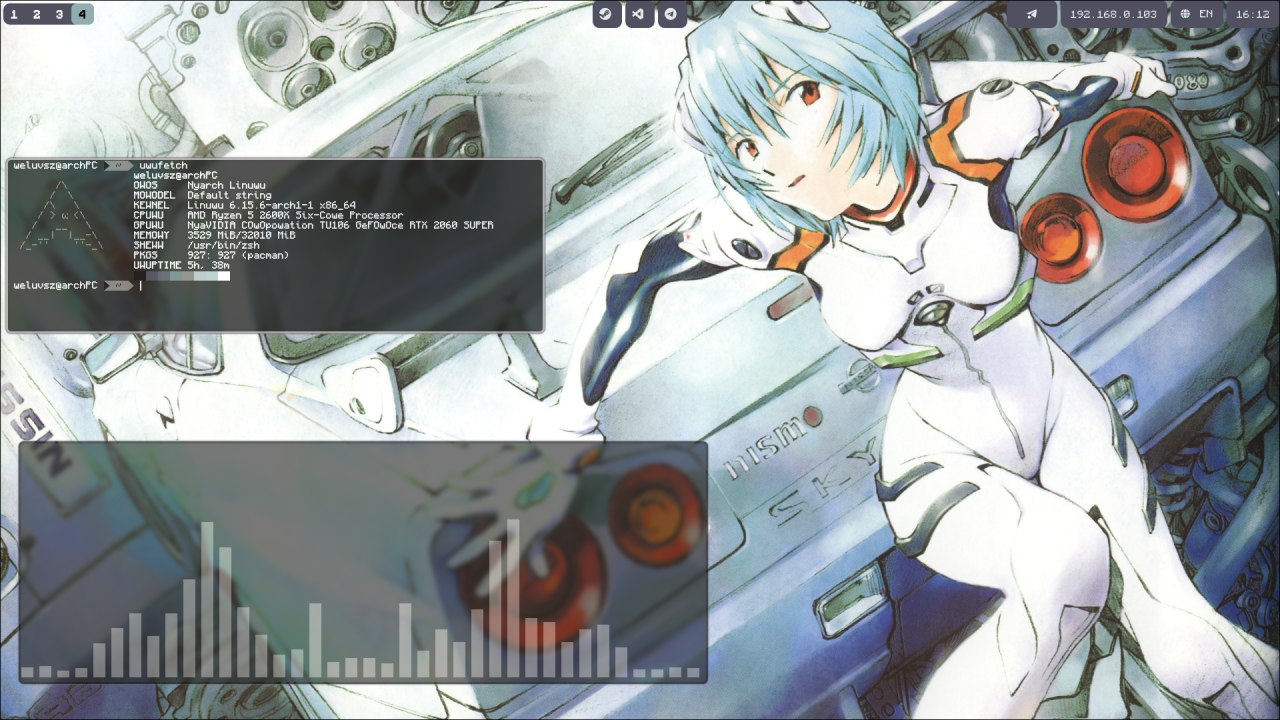 1 2 3 4
192.168.0.103
EN
16:12
weluvsz@archPC ~ uwufetch
weluvsz@archPC
OWOS Nyarch Linuwu
MOWODEL Default string
KEWNEL Linuwu 6.15.6-arch1-1 x86_64
CPUWU AMD Ryzen 5 2600X Six-Cowe Processor
GPUWU NyaVIDIA COwOpowation TU106 GeFOwOce RTX 2060 SUPER
MEMOWY 3529 MiB/32010 MiB
SHEWW /usr/bin/zsh
PKGS 927: 927 (pacman)
UWUPTIME 5h, 38m
weluvsz@archPC ~
nismo
SKY
SSIN